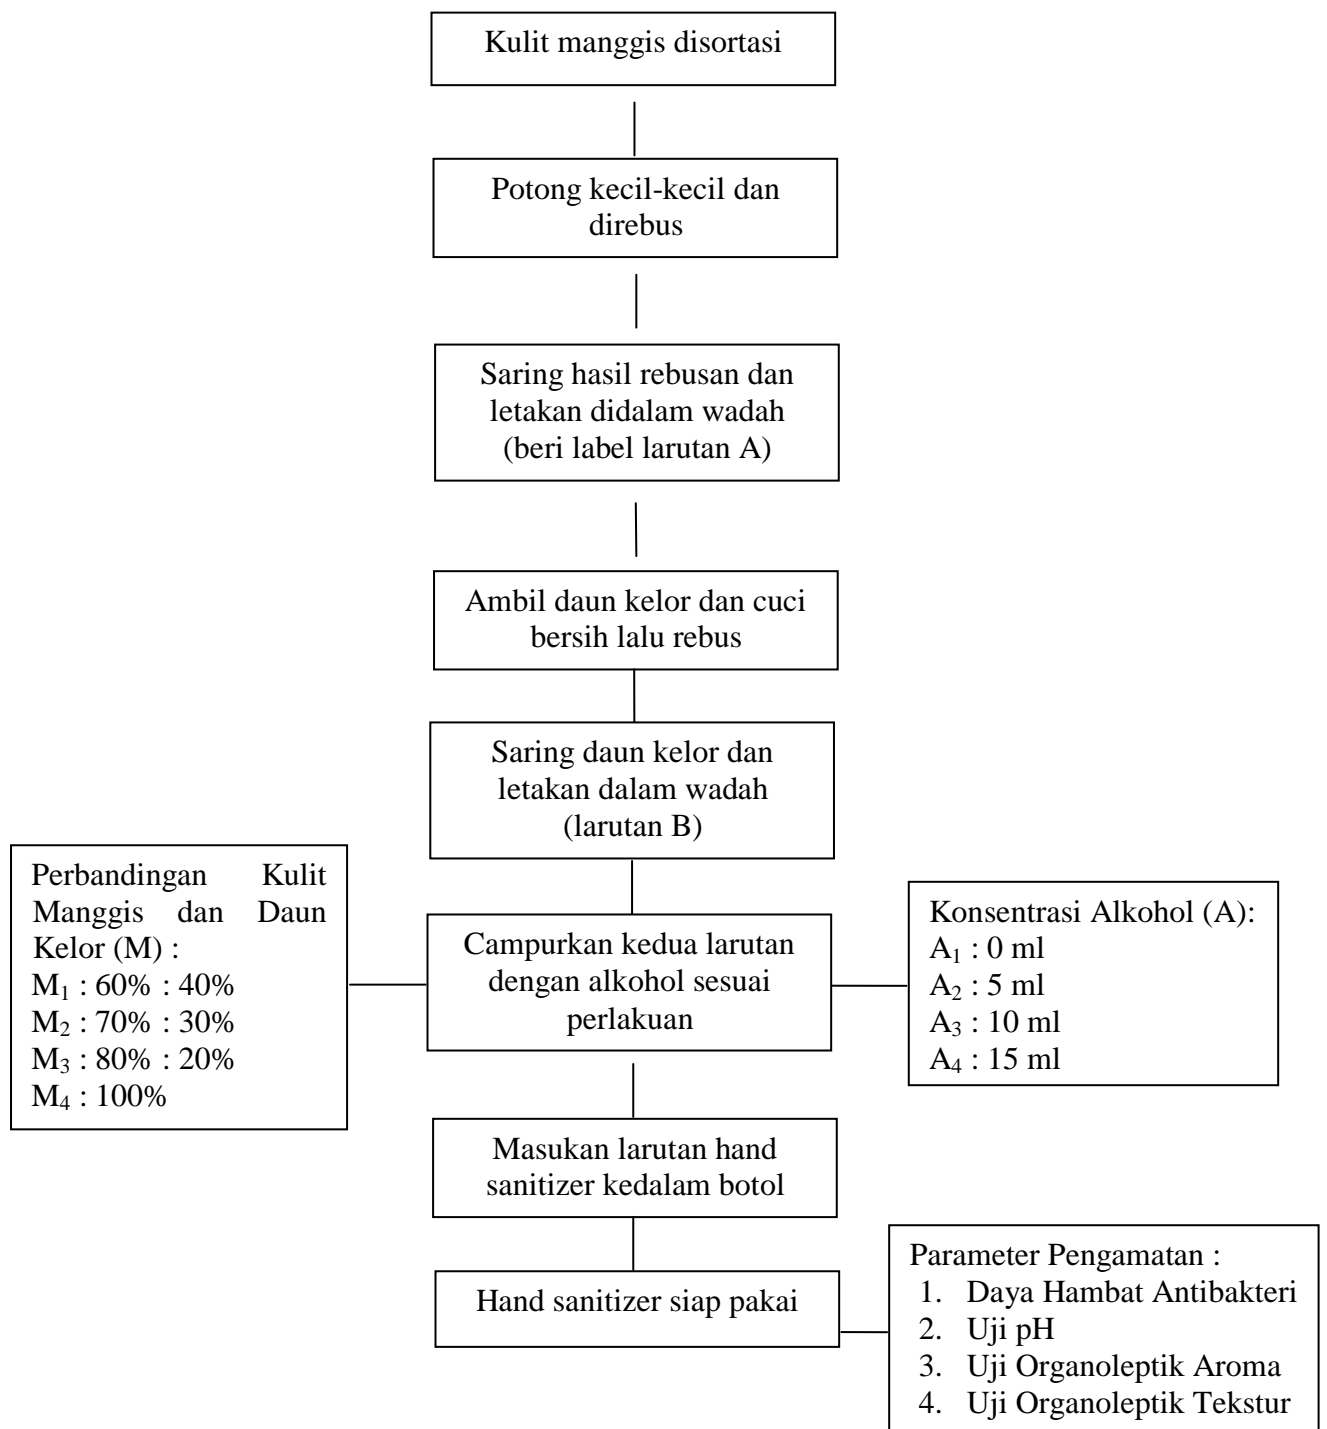 Kulit manggis disortasi
Potong kecil-kecil dan
direbus
Saring hasil rebusan dan
letakan didalam wadah
(beri label larutan A)
Ambil daun kelor dan cuci
bersih lalu rebus
Saring daun kelor dan
letakan dalam wadah
(larutan B)
Perbandingan Kulit
Manggis dan Daun
Kelor (M) :
M₁ : 60% : 40%
M₂ : 70% : 30%
M₃ : 80% : 20%
M₄ : 100%
Campurkan kedua larutan
dengan alkohol sesuai
perlakuan
Konsentrasi Alkohol (A):
A₁ : 0 ml
A₂ : 5 ml
A₃ : 10 ml
A₄ : 15 ml
Masukan larutan hand
sanitizer kedalam botol
Hand sanitizer siap pakai
Parameter Pengamatan :
1. Daya Hambat Antibakteri
2. Uji pH
3. Uji Organoleptik Aroma
4. Uji Organoleptik Tekstur